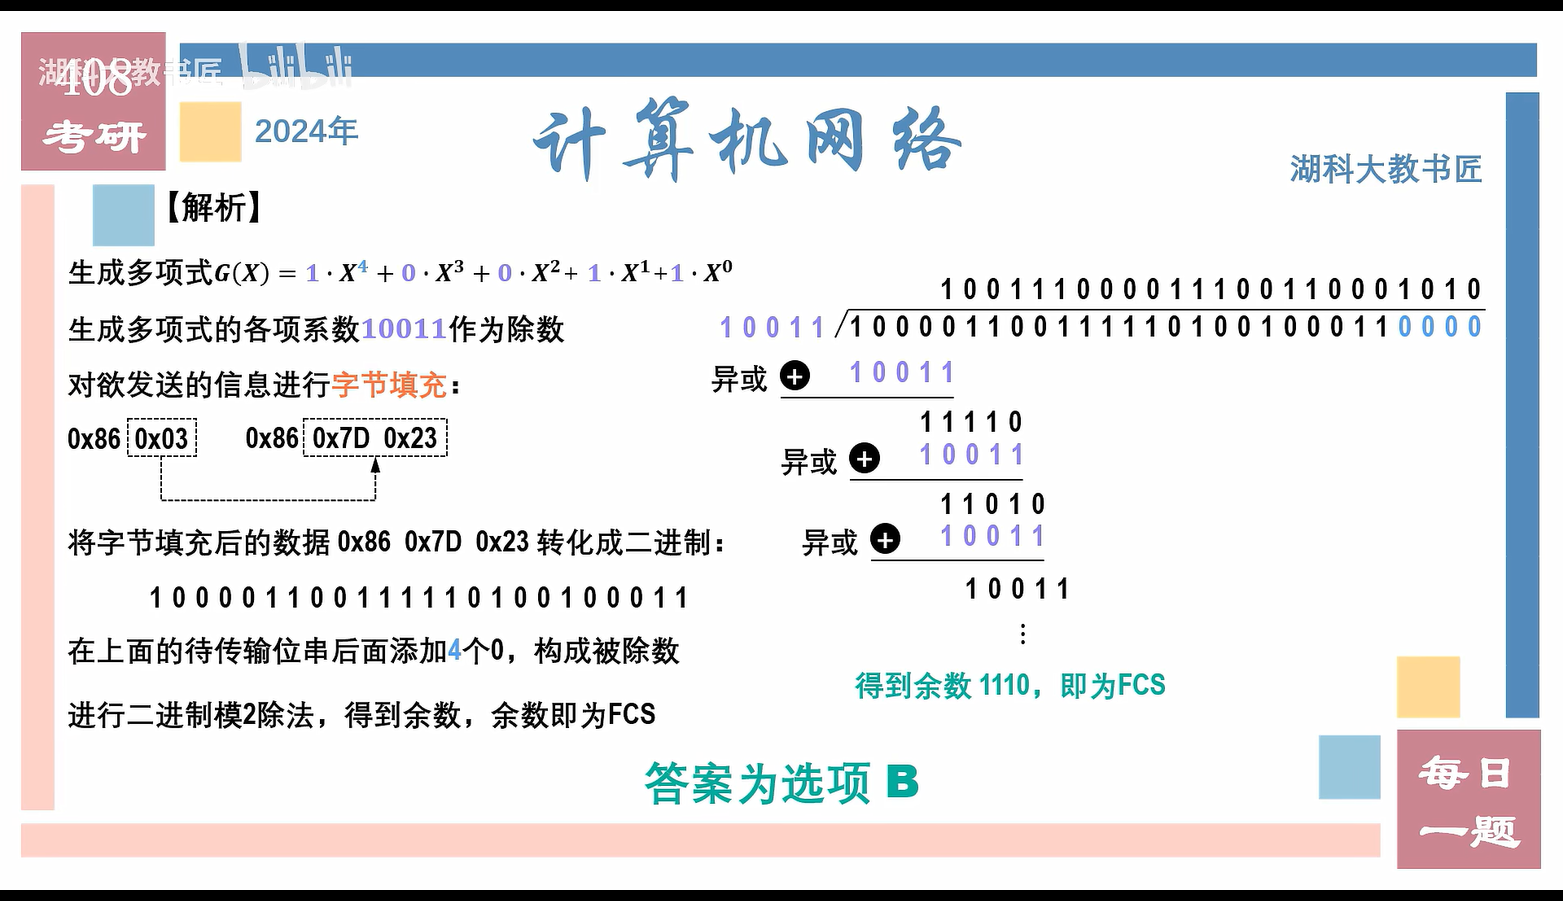 408
考研
湖科大教书匠 bilibili
2024年
计算机网络
湖科大教书匠
【解析】
生成多项式G(X) = 1 · X⁴ + 0 · X³ + 0 · X² + 1 · X¹ + 1 · X⁰
生成多项式的各项系数10011作为除数
对欲发送的信息进行字节填充：
0x86 0x03 0x86 0x7D 0x23
将字节填充后的数据 0x86 0x7D 0x23 转化成二进制：
1 0 0 0 0 1 1 0 0 1 1 1 1 1 0 1 0 0 1 0 0 0 1 1
在上面的待传输位串后面添加4个0，构成被除数
进行二进制模2除法，得到余数，余数即为FCS
1 0 0 1 1 1 0 0 0 0 1 1 1 0 0 1 1 0 0 0 1 0 1 0
1 0 0 1 1 / 1 0 0 0 0 1 1 0 0 1 1 1 1 1 0 1 0 0 1 0 0 0 1 1 0 0 0 0
异或 + 1 0 0 1 1
1 1 1 1 0
异或 + 1 0 0 1 1
1 1 0 1 0
异或 + 1 0 0 1 1
1 0 0 1 1
⋮
得到余数 1110，即为FCS
答案为选项 B
每日
一题